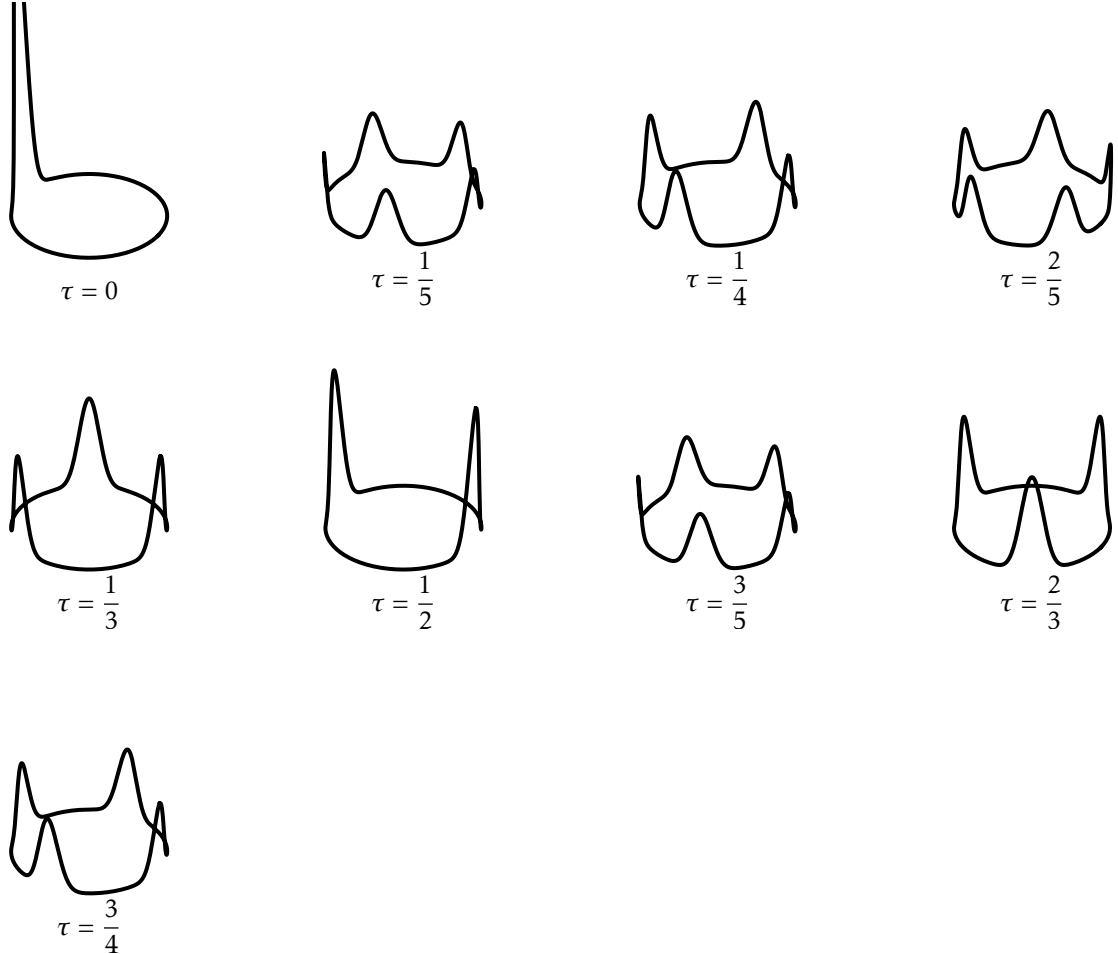 τ = 0
τ = 1/5
τ = 1/4
τ = 2/5
τ = 1/3
τ = 1/2
τ = 3/5
τ = 2/3
τ = 3/4